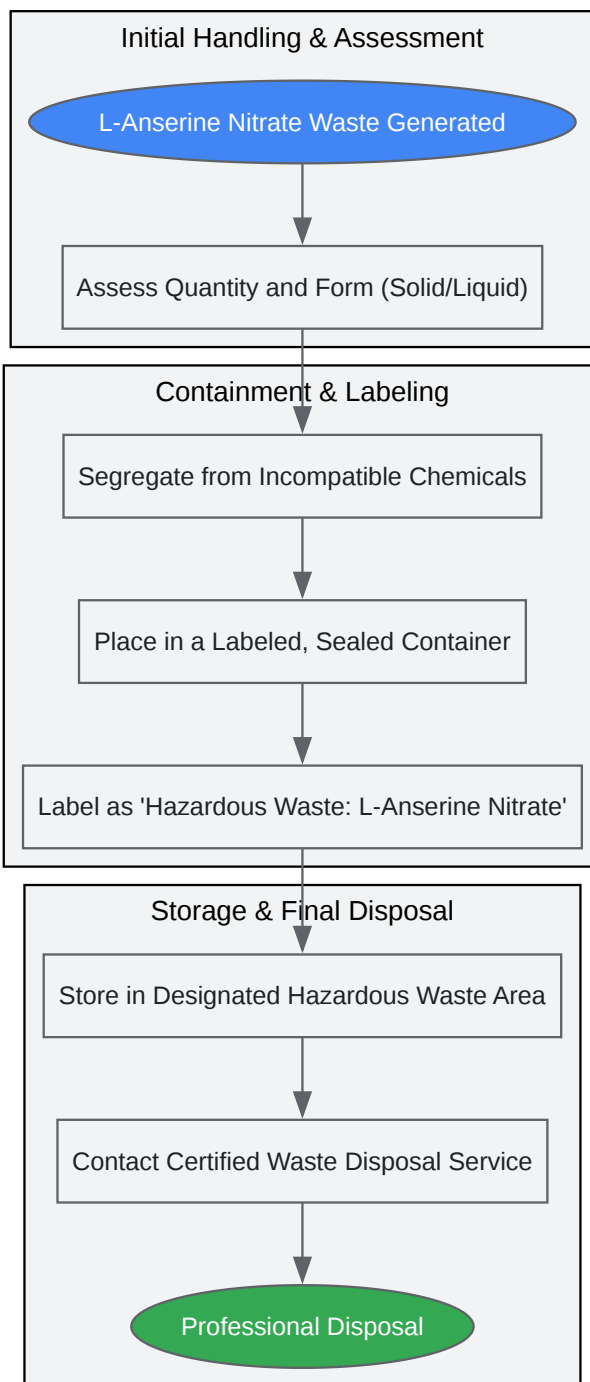 Initial Handling & Assessment
L-Anserine Nitrate Waste Generated
Assess Quantity and Form (Solid/Liquid)
Containment & Labeling
Segregate from Incompatible Chemicals
Place in a Labeled, Sealed Container
Label as 'Hazardous Waste: L-Anserine Nitrate'
Storage & Final Disposal
Store in Designated Hazardous Waste Area
Contact Certified Waste Disposal Service
Professional Disposal